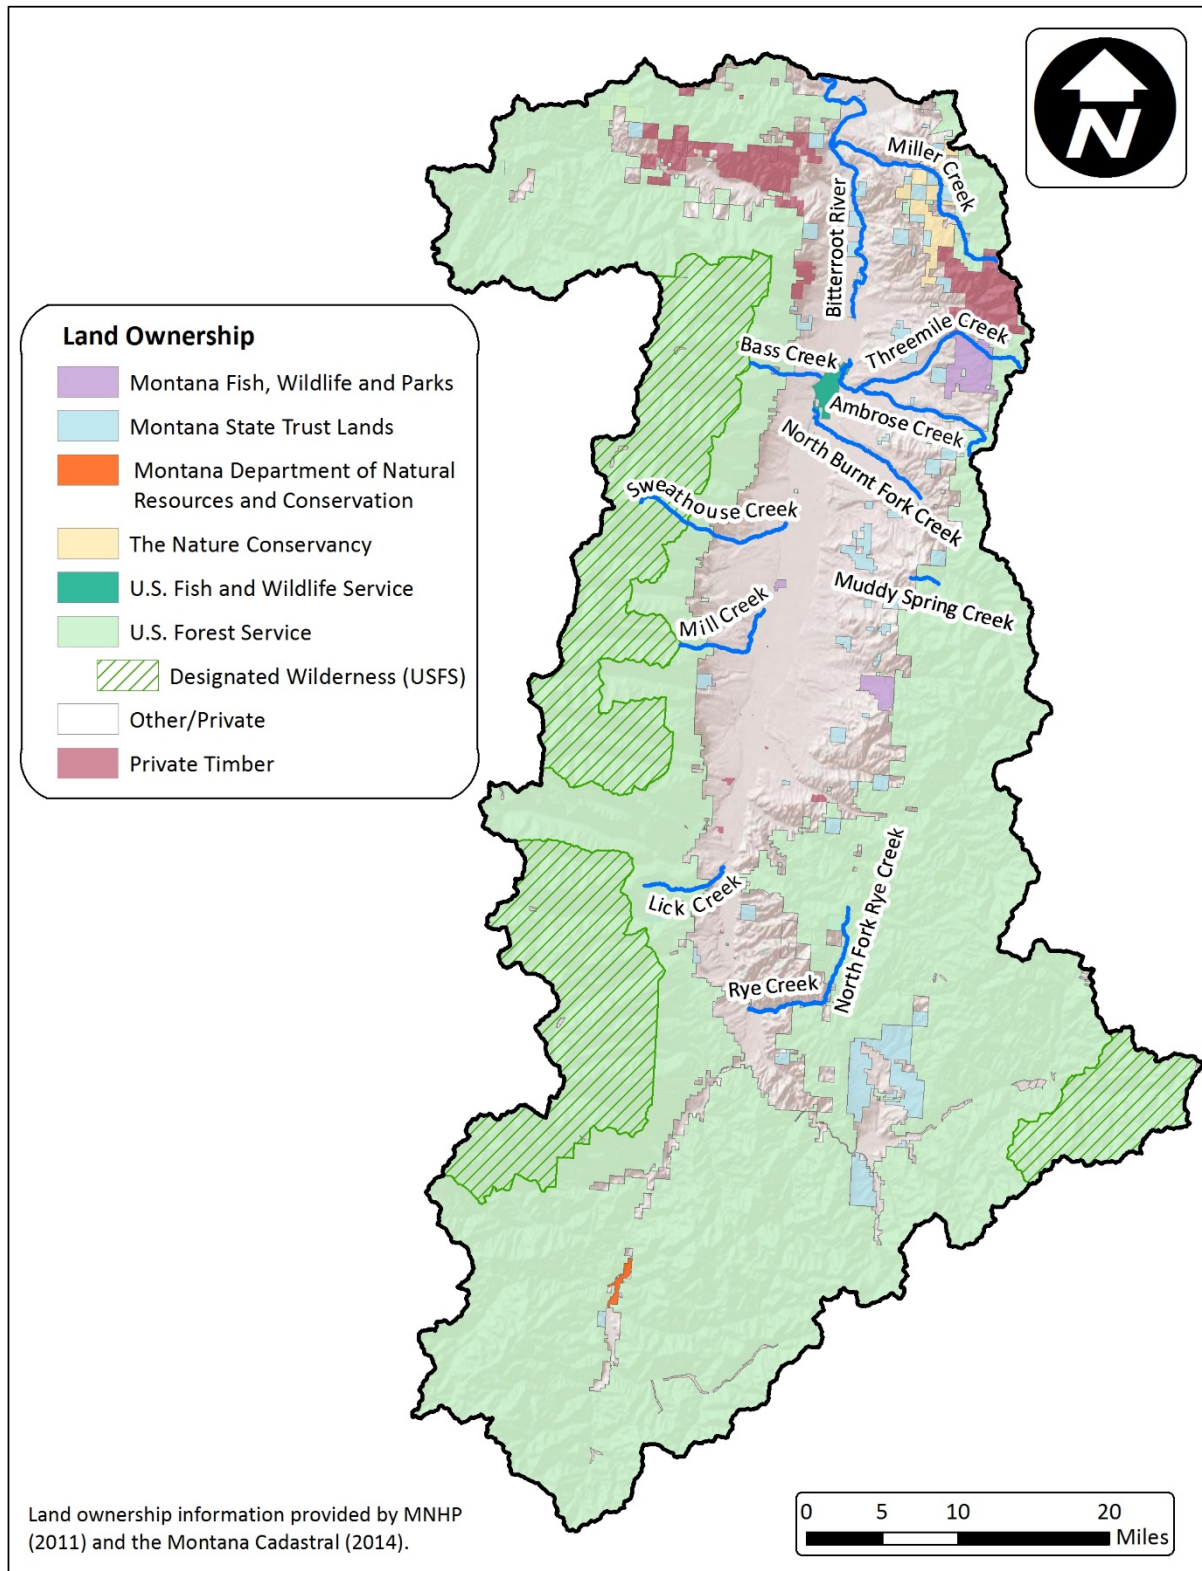 N
Miller Creek
Bitterroot River
Threemile Creek
Bass Creek
Ambrose Creek
North Burnt Fork Creek
Sweathouse Creek
Muddy Spring Creek
Mill Creek
Lick Creek
North Fork Rye Creek
Rye Creek
Land Ownership
Montana Fish, Wildlife and Parks
Montana State Trust Lands
Montana Department of Natural
Resources and Conservation
The Nature Conservancy
U.S. Fish and Wildlife Service
U.S. Forest Service
Designated Wilderness (USFS)
Other/Private
Private Timber
Land ownership information provided by MNHP
(2011) and the Montana Cadastral (2014).
0 5 10 20
Miles